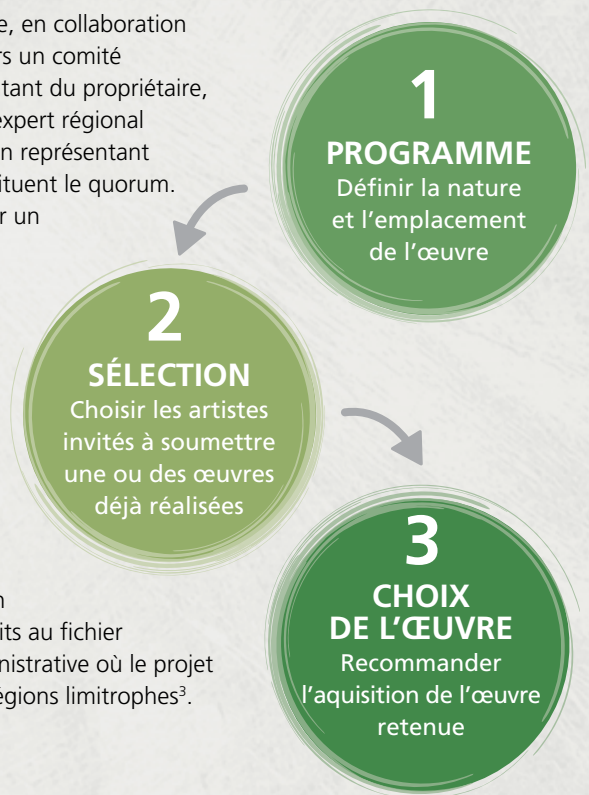 e, en collaboration
rs un comité
tant du propriétaire,
expert régional
n représentant
ituent le quorum.
r un
1
PROGRAMME
Définir la nature
et l'emplacement
de l'œuvre
2
SÉLECTION
Choisir les artistes
invités à soumettre
une ou des œuvres
déjà réalisées
3
CHOIX
DE L'ŒUVRE
Recommander
l'aquisition de l'œuvre
retenue
n
its au fichier
ninistrative où le projet
égions limitrophes³.